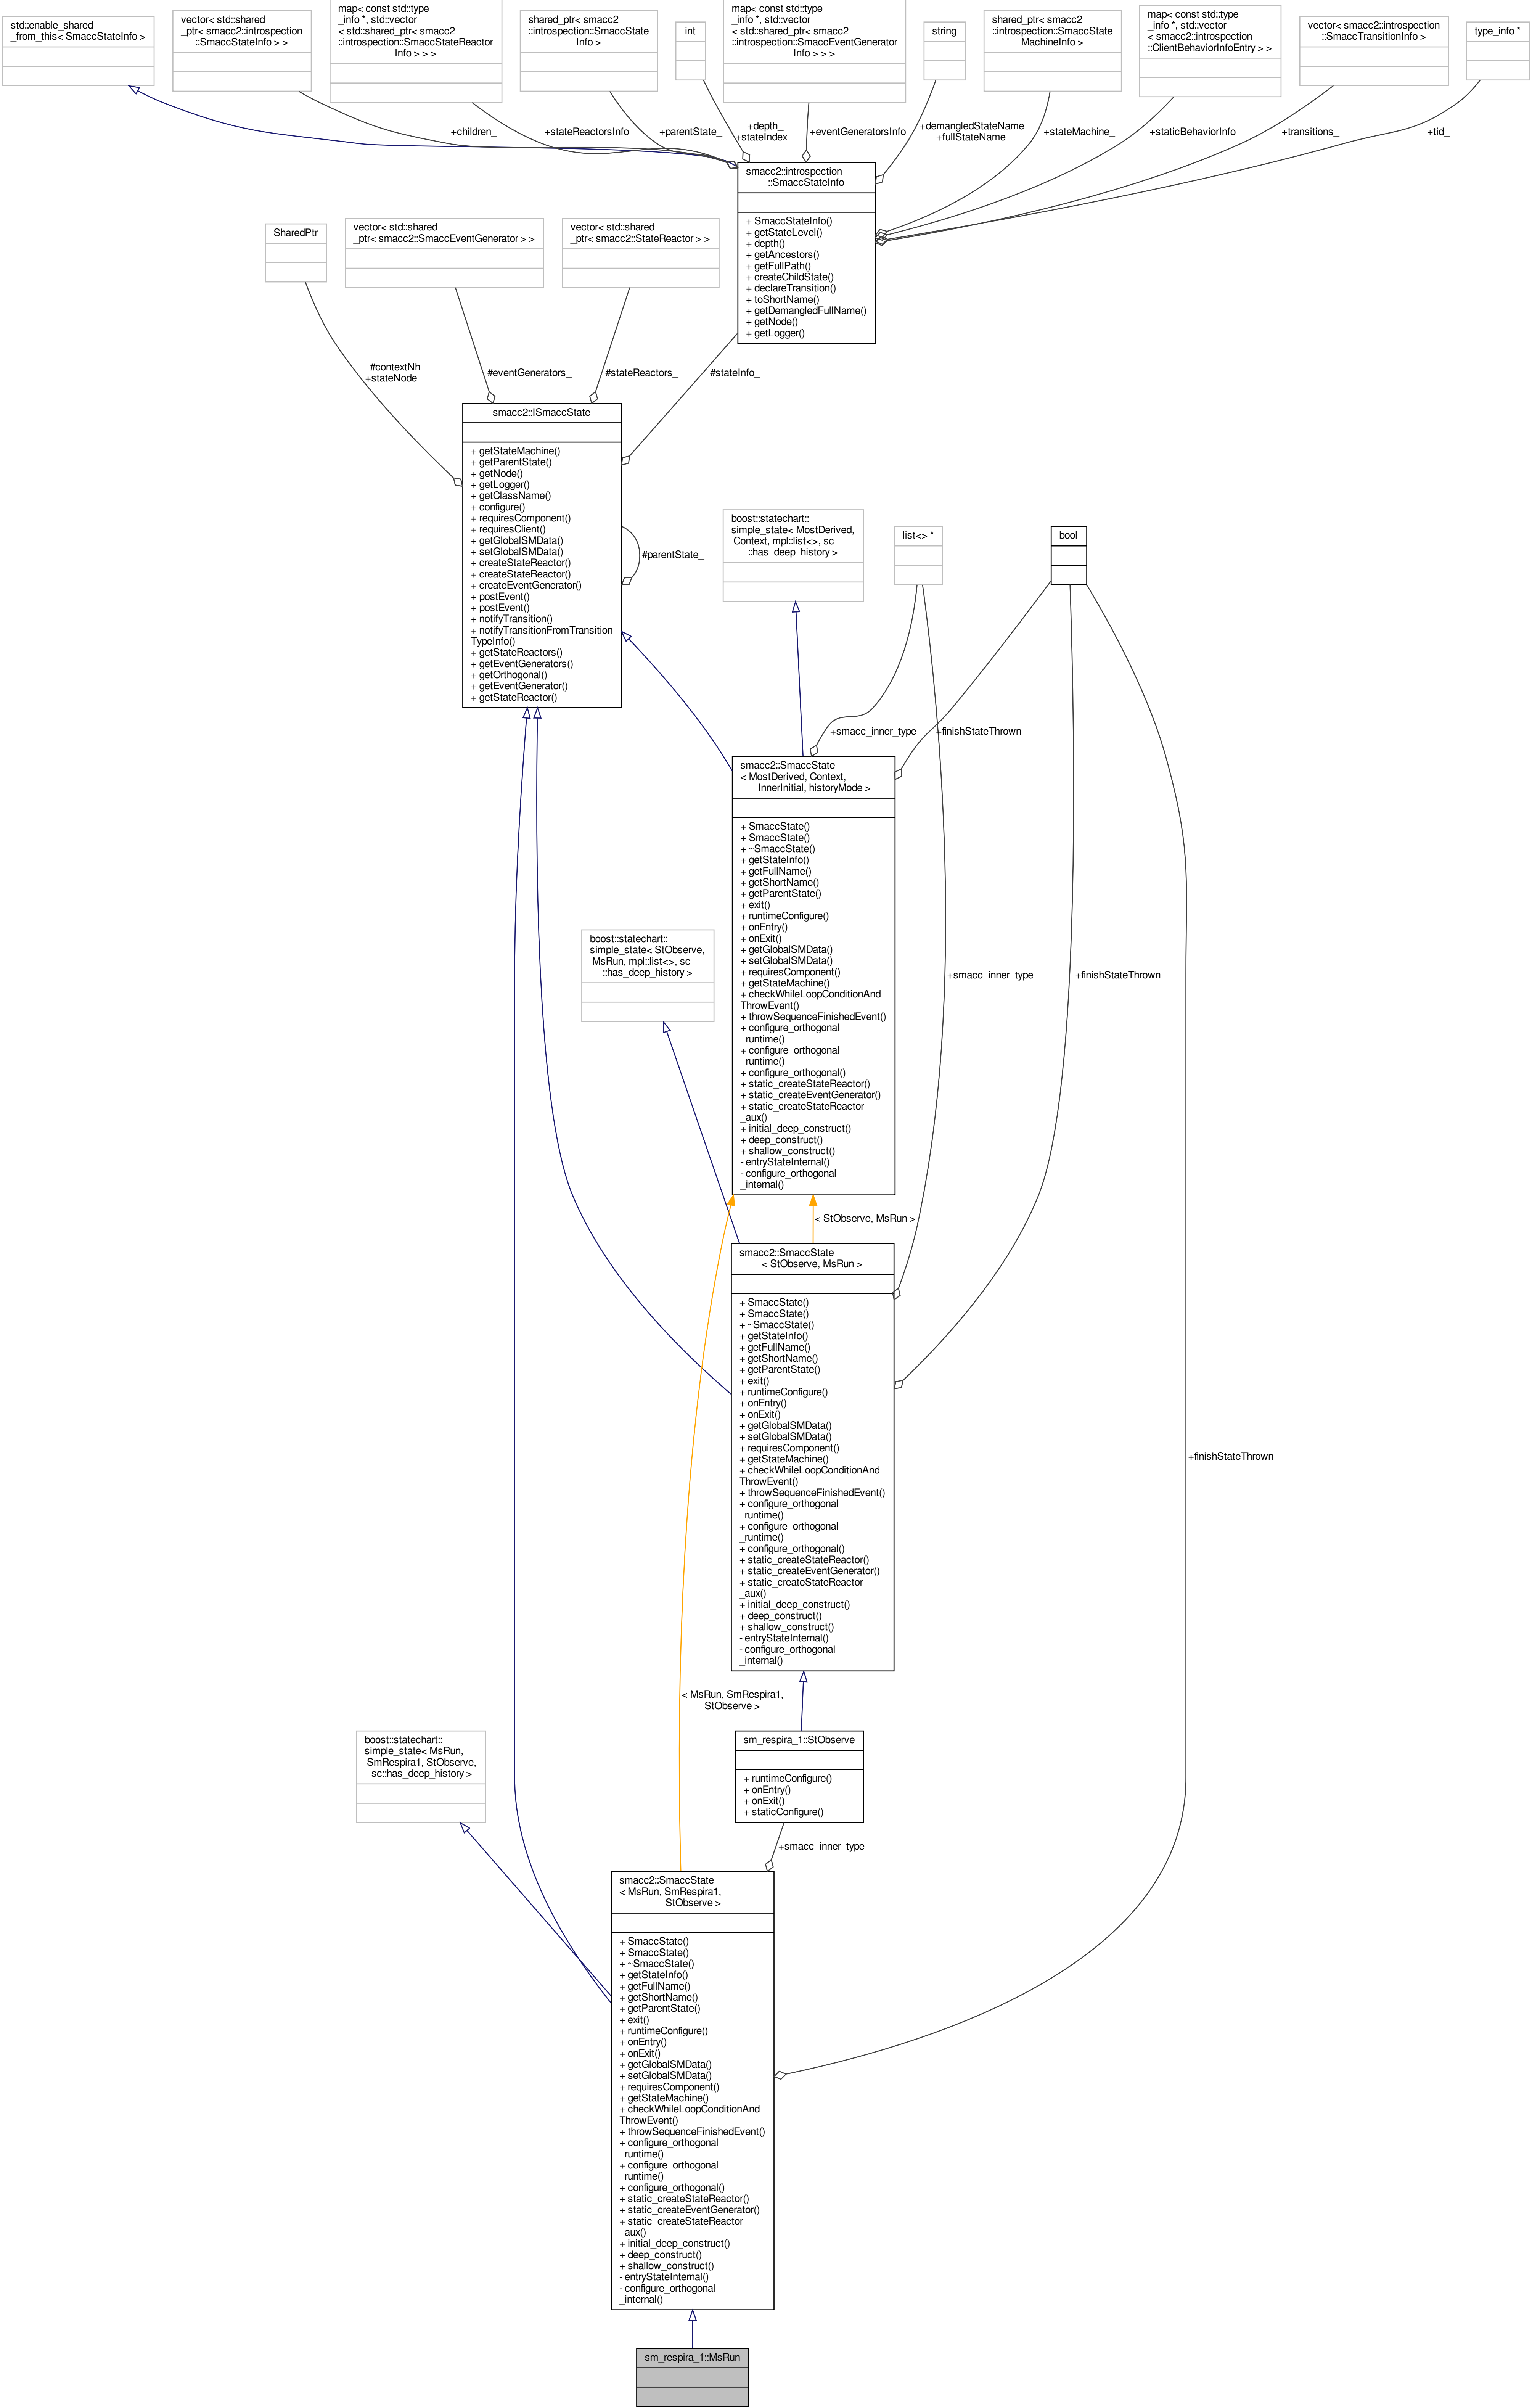 std::enable_shared
_from_this< SmaccStateInfo >
vector< std::shared
_ptr< smacc2::introspection
::SmaccStateInfo > >
map< const std::type
_info *, std::vector
< std::shared_ptr< smacc2
::introspection::SmaccStateReactor
Info > > >
shared_ptr< smacc2
::introspection::SmaccState
Info >
int
map< const std::type
_info *, std::vector
< std::shared_ptr< smacc2
::introspection::SmaccEventGenerator
Info > > >
string
shared_ptr< smacc2
::introspection::SmaccState
MachineInfo >
map< const std::type
_info *, std::vector
< smacc2::introspection
::ClientBehaviorInfoEntry > >
vector< smacc2::introspection
::SmaccTransitionInfo >
type_info *
+children_
+stateReactorsInfo
+parentState_
+depth_
+stateIndex_
+eventGeneratorsInfo
+demangledStateName
+fullStateName
+stateMachine_
+staticBehaviorInfo
+transitions_
+tid_
smacc2::introspection
::SmaccStateInfo
+ SmaccStateInfo()
+ getStateLevel()
+ depth()
+ getAncestors()
+ getFullPath()
+ createChildState()
+ declareTransition()
+ toShortName()
+ getDemangledFullName()
+ getNode()
+ getLogger()
SharedPtr
vector< std::shared
_ptr< smacc2::SmaccEventGenerator > >
vector< std::shared
_ptr< smacc2::StateReactor > >
#contextNh
+stateNode_
#eventGenerators_
#stateReactors_
#stateInfo_
smacc2::ISmaccState
+ getStateMachine()
+ getParentState()
+ getNode()
+ getLogger()
+ getClassName()
+ configure()
+ requiresComponent()
+ requiresClient()
+ getGlobalSMData()
+ setGlobalSMData()
+ createStateReactor()
+ createStateReactor()
+ createEventGenerator()
+ postEvent()
+ postEvent()
+ notifyTransition()
+ notifyTransitionFromTransition
TypeInfo()
+ getStateReactors()
+ getEventGenerators()
+ getOrthogonal()
+ getEventGenerator()
+ getStateReactor()
#parentState_
boost::statechart::
simple_state< MostDerived,
Context, mpl::list<>, sc
::has_deep_history >
list<> *
bool
+smacc_inner_type
+finishStateThrown
smacc2::SmaccState
< MostDerived, Context,
InnerInitial, historyMode >
+ SmaccState()
+ SmaccState()
+ ~SmaccState()
+ getStateInfo()
+ getFullName()
+ getShortName()
+ getParentState()
+ exit()
+ runtimeConfigure()
+ onEntry()
+ onExit()
+ getGlobalSMData()
+ setGlobalSMData()
+ requiresComponent()
+ getStateMachine()
+ checkWhileLoopConditionAnd
ThrowEvent()
+ throwSequenceFinishedEvent()
+ configure_orthogonal
_runtime()
+ configure_orthogonal
_runtime()
+ configure_orthogonal()
+ static_createStateReactor()
+ static_createEventGenerator()
+ static_createStateReactor
_aux()
+ initial_deep_construct()
+ deep_construct()
+ shallow_construct()
- entryStateInternal()
- configure_orthogonal
_internal()
boost::statechart::
simple_state< StObserve,
MsRun, mpl::list<>, sc
::has_deep_history >
+smacc_inner_type
+finishStateThrown
< StObserve, MsRun >
smacc2::SmaccState
< StObserve, MsRun >
+ SmaccState()
+ SmaccState()
+ ~SmaccState()
+ getStateInfo()
+ getFullName()
+ getShortName()
+ getParentState()
+ exit()
+ runtimeConfigure()
+ onEntry()
+ onExit()
+ getGlobalSMData()
+ setGlobalSMData()
+ requiresComponent()
+ getStateMachine()
+ checkWhileLoopConditionAnd
ThrowEvent()
+ throwSequenceFinishedEvent()
+ configure_orthogonal
_runtime()
+ configure_orthogonal
_runtime()
+ configure_orthogonal()
+ static_createStateReactor()
+ static_createEventGenerator()
+ static_createStateReactor
_aux()
+ initial_deep_construct()
+ deep_construct()
+ shallow_construct()
- entryStateInternal()
- configure_orthogonal
_internal()
+finishStateThrown
< MsRun, SmRespira1,
StObserve >
boost::statechart::
simple_state< MsRun,
SmRespira1, StObserve,
sc::has_deep_history >
sm_respira_1::StObserve
+ runtimeConfigure()
+ onEntry()
+ onExit()
+ staticConfigure()
+smacc_inner_type
smacc2::SmaccState
< MsRun, SmRespira1,
StObserve >
+ SmaccState()
+ SmaccState()
+ ~SmaccState()
+ getStateInfo()
+ getFullName()
+ getShortName()
+ getParentState()
+ exit()
+ runtimeConfigure()
+ onEntry()
+ onExit()
+ getGlobalSMData()
+ setGlobalSMData()
+ requiresComponent()
+ getStateMachine()
+ checkWhileLoopConditionAnd
ThrowEvent()
+ throwSequenceFinishedEvent()
+ configure_orthogonal
_runtime()
+ configure_orthogonal
_runtime()
+ configure_orthogonal()
+ static_createStateReactor()
+ static_createEventGenerator()
+ static_createStateReactor
_aux()
+ initial_deep_construct()
+ deep_construct()
+ shallow_construct()
- entryStateInternal()
- configure_orthogonal
_internal()
sm_respira_1::MsRun